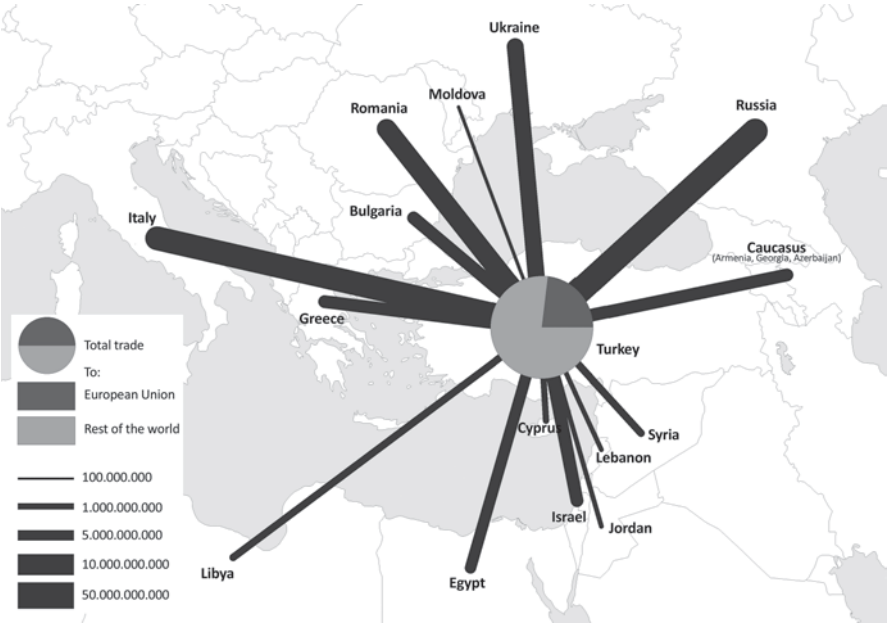 Ukraine
Moldova
Romania
Russia
Bulgaria
Italy
Caucasus
(Armenia, Georgia, Azerbaijan)
Greece
Turkey
Total trade
To:
European Union
Rest of the world
Cyprus
Syria
Lebanon
Israel
Jordan
Libya
Egypt
100.000.000
1.000.000.000
5.000.000.000
10.000.000.000
50.000.000.000